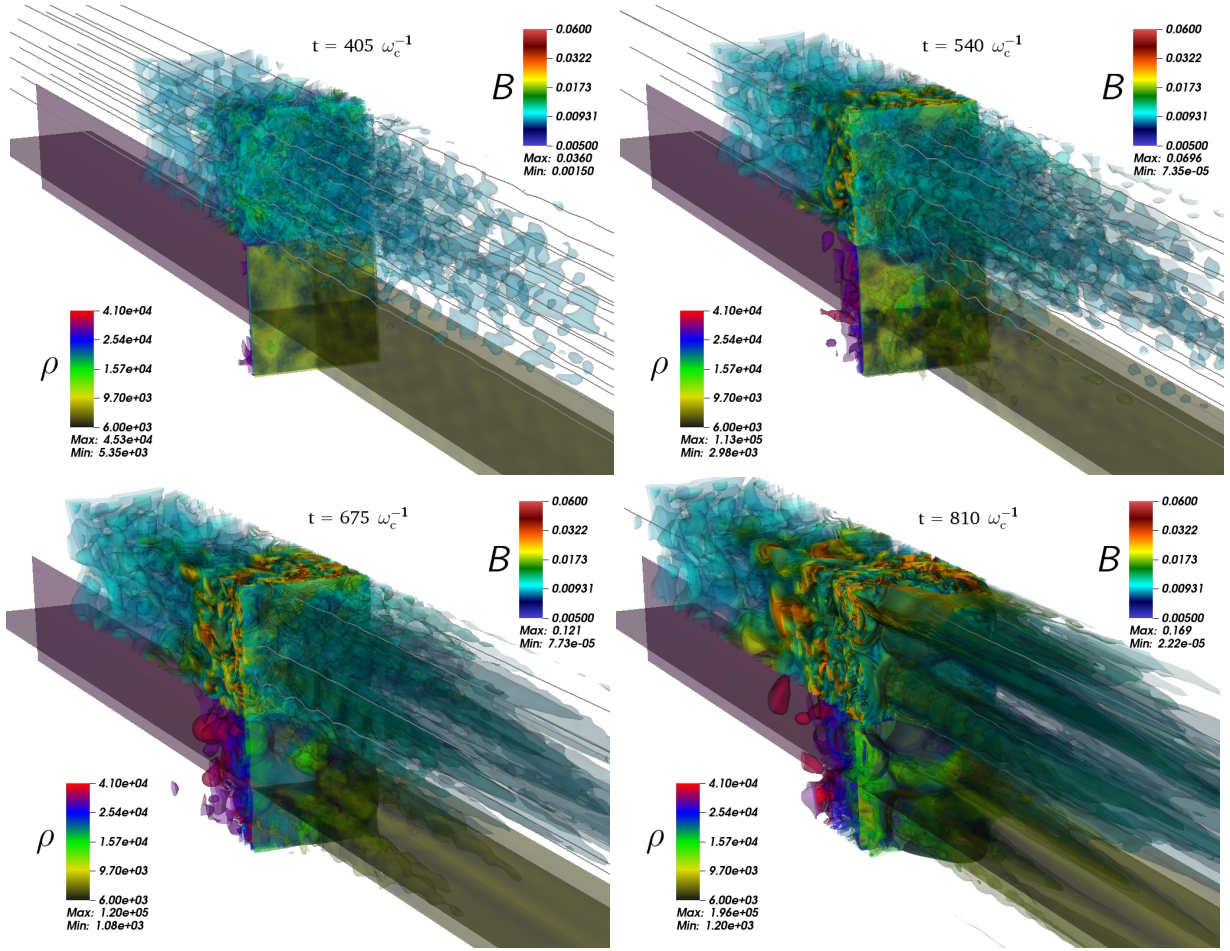 t = 405 ω_c^-1
B
0.0600
0.0322
0.0173
0.00931
0.00500
Max: 0.0360
Min: 0.00150
ρ
4.10e+04
2.54e+04
1.57e+04
9.70e+03
6.00e+03
Max: 4.53e+04
Min: 5.35e+03
t = 540 ω_c^-1
B
0.0600
0.0322
0.0173
0.00931
0.00500
Max: 0.0696
Min: 7.35e-05
ρ
4.10e+04
2.54e+04
1.57e+04
9.70e+03
6.00e+03
Max: 1.13e+05
Min: 2.98e+03
t = 675 ω_c^-1
B
0.0600
0.0322
0.0173
0.00931
0.00500
Max: 0.121
Min: 7.73e-05
ρ
4.10e+04
2.54e+04
1.57e+04
9.70e+03
6.00e+03
Max: 1.20e+05
Min: 1.08e+03
t = 810 ω_c^-1
B
0.0600
0.0322
0.0173
0.00931
0.00500
Max: 0.169
Min: 2.22e-05
ρ
4.10e+04
2.54e+04
1.57e+04
9.70e+03
6.00e+03
Max: 1.96e+05
Min: 1.20e+03